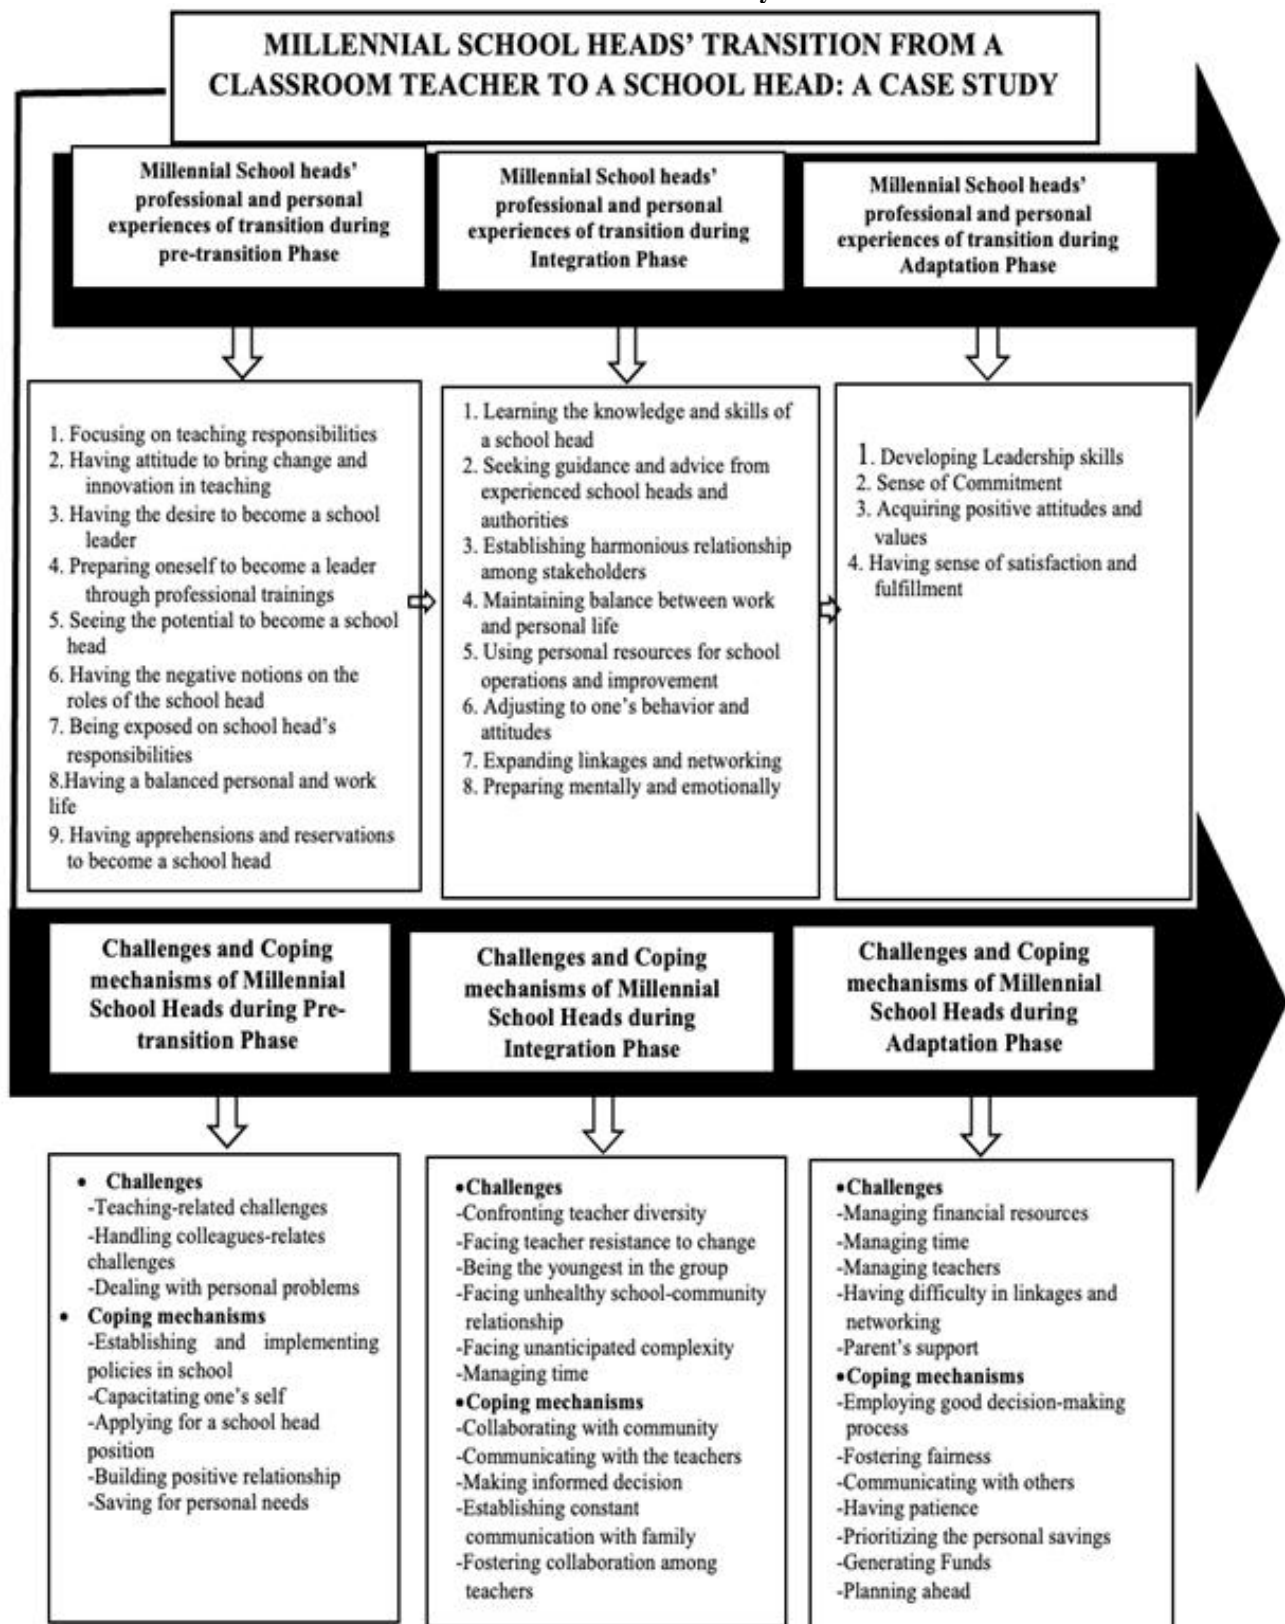 MILLENNIAL SCHOOL HEADS’ TRANSITION FROM A
CLASSROOM TEACHER TO A SCHOOL HEAD: A CASE STUDY
Millennial School heads’
professional and personal
experiences of transition during
pre-transition Phase
Millennial School heads’
professional and personal
experiences of transition during
Integration Phase
Millennial School heads’
professional and personal
experiences of transition during
Adaptation Phase
1. Focusing on teaching responsibilities
2. Having attitude to bring change and
innovation in teaching
3. Having the desire to become a school
leader
4. Preparing oneself to become a leader
through professional trainings
5. Seeing the potential to become a school
head
6. Having the negative notions on the
roles of the school head
7. Being exposed on school head’s
responsibilities
8.Having a balanced personal and work
life
9. Having apprehensions and reservations
to become a school head
1. Learning the knowledge and skills of
a school head
2. Seeking guidance and advice from
experienced school heads and
authorities
3. Establishing harmonious relationship
among stakeholders
4. Maintaining balance between work
and personal life
5. Using personal resources for school
operations and improvement
6. Adjusting to one’s behavior and
attitudes
7. Expanding linkages and networking
8. Preparing mentally and emotionally
1. Developing Leadership skills
2. Sense of Commitment
3. Acquiring positive attitudes and
values
4. Having sense of satisfaction and
fulfillment
Challenges and Coping
mechanisms of Millennial
School Heads during Pre-
transition Phase
Challenges and Coping
mechanisms of Millennial
School Heads during
Integration Phase
Challenges and Coping
mechanisms of Millennial
School Heads during
Adaptation Phase
• Challenges
-Teaching-related challenges
-Handling colleagues-relates
challenges
-Dealing with personal problems
• Coping mechanisms
-Establishing and implementing
policies in school
-Capacitating one’s self
-Applying for a school head
position
-Building positive relationship
-Saving for personal needs
•Challenges
-Confronting teacher diversity
-Facing teacher resistance to change
-Being the youngest in the group
-Facing unhealthy school-community
relationship
-Facing unanticipated complexity
-Managing time
•Coping mechanisms
-Collaborating with community
-Communicating with the teachers
-Making informed decision
-Establishing constant
communication with family
-Fostering collaboration among
teachers
•Challenges
-Managing financial resources
-Managing time
-Managing teachers
-Having difficulty in linkages and
networking
-Parent’s support
•Coping mechanisms
-Employing good decision-making
process
-Fostering fairness
-Communicating with others
-Having patience
-Prioritizing the personal savings
-Generating Funds
-Planning ahead